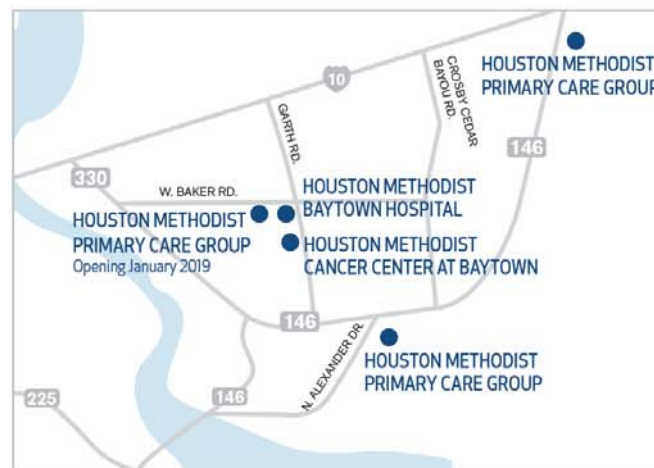 HOUSTON METHODIST
PRIMARY CARE GROUP
10
CROSBY CEDAR
BAYOU RD.
GARTH RD.
146
330
W. BAKER RD.
HOUSTON METHODIST
BAYTOWN HOSPITAL
HOUSTON METHODIST
PRIMARY CARE GROUP
Opening January 2019
HOUSTON METHODIST
CANCER CENTER AT BAYTOWN
146
N. ALEXANDER DR.
HOUSTON METHODIST
PRIMARY CARE GROUP
146
225